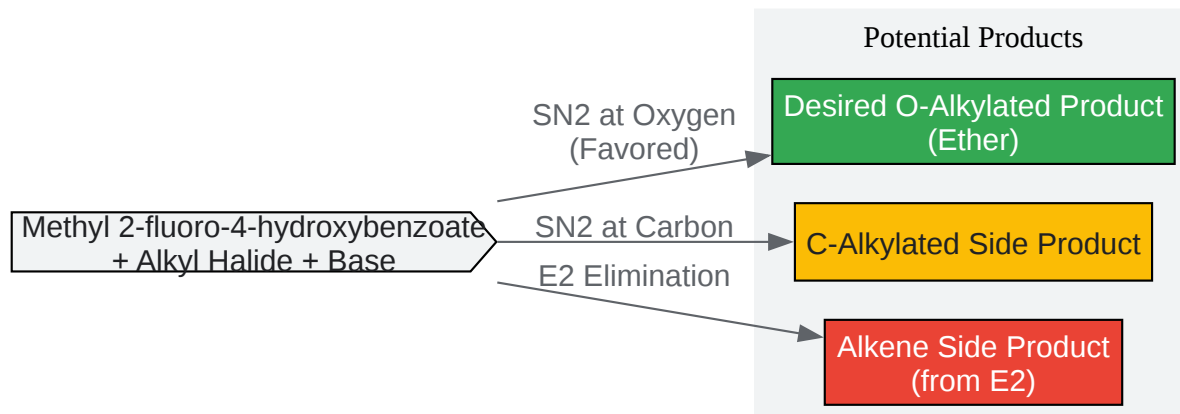 Potential Products
SN2 at Oxygen
(Favored)
Desired O-Alkylated Product
(Ether)
Methyl 2-fluoro-4-hydroxybenzoate
+ Alkyl Halide + Base
SN2 at Carbon
C-Alkylated Side Product
E2 Elimination
Alkene Side Product
(from E2)